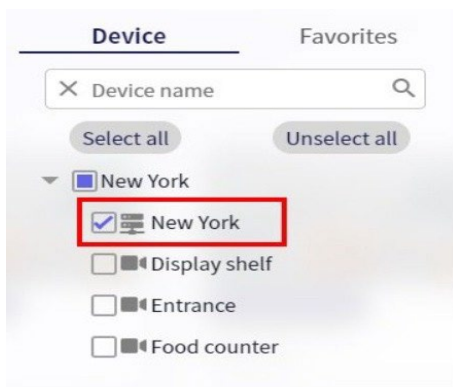 Device Favorites
Device name
Select all Unselect all
New York
New York
Display shelf
Entrance
Food counter